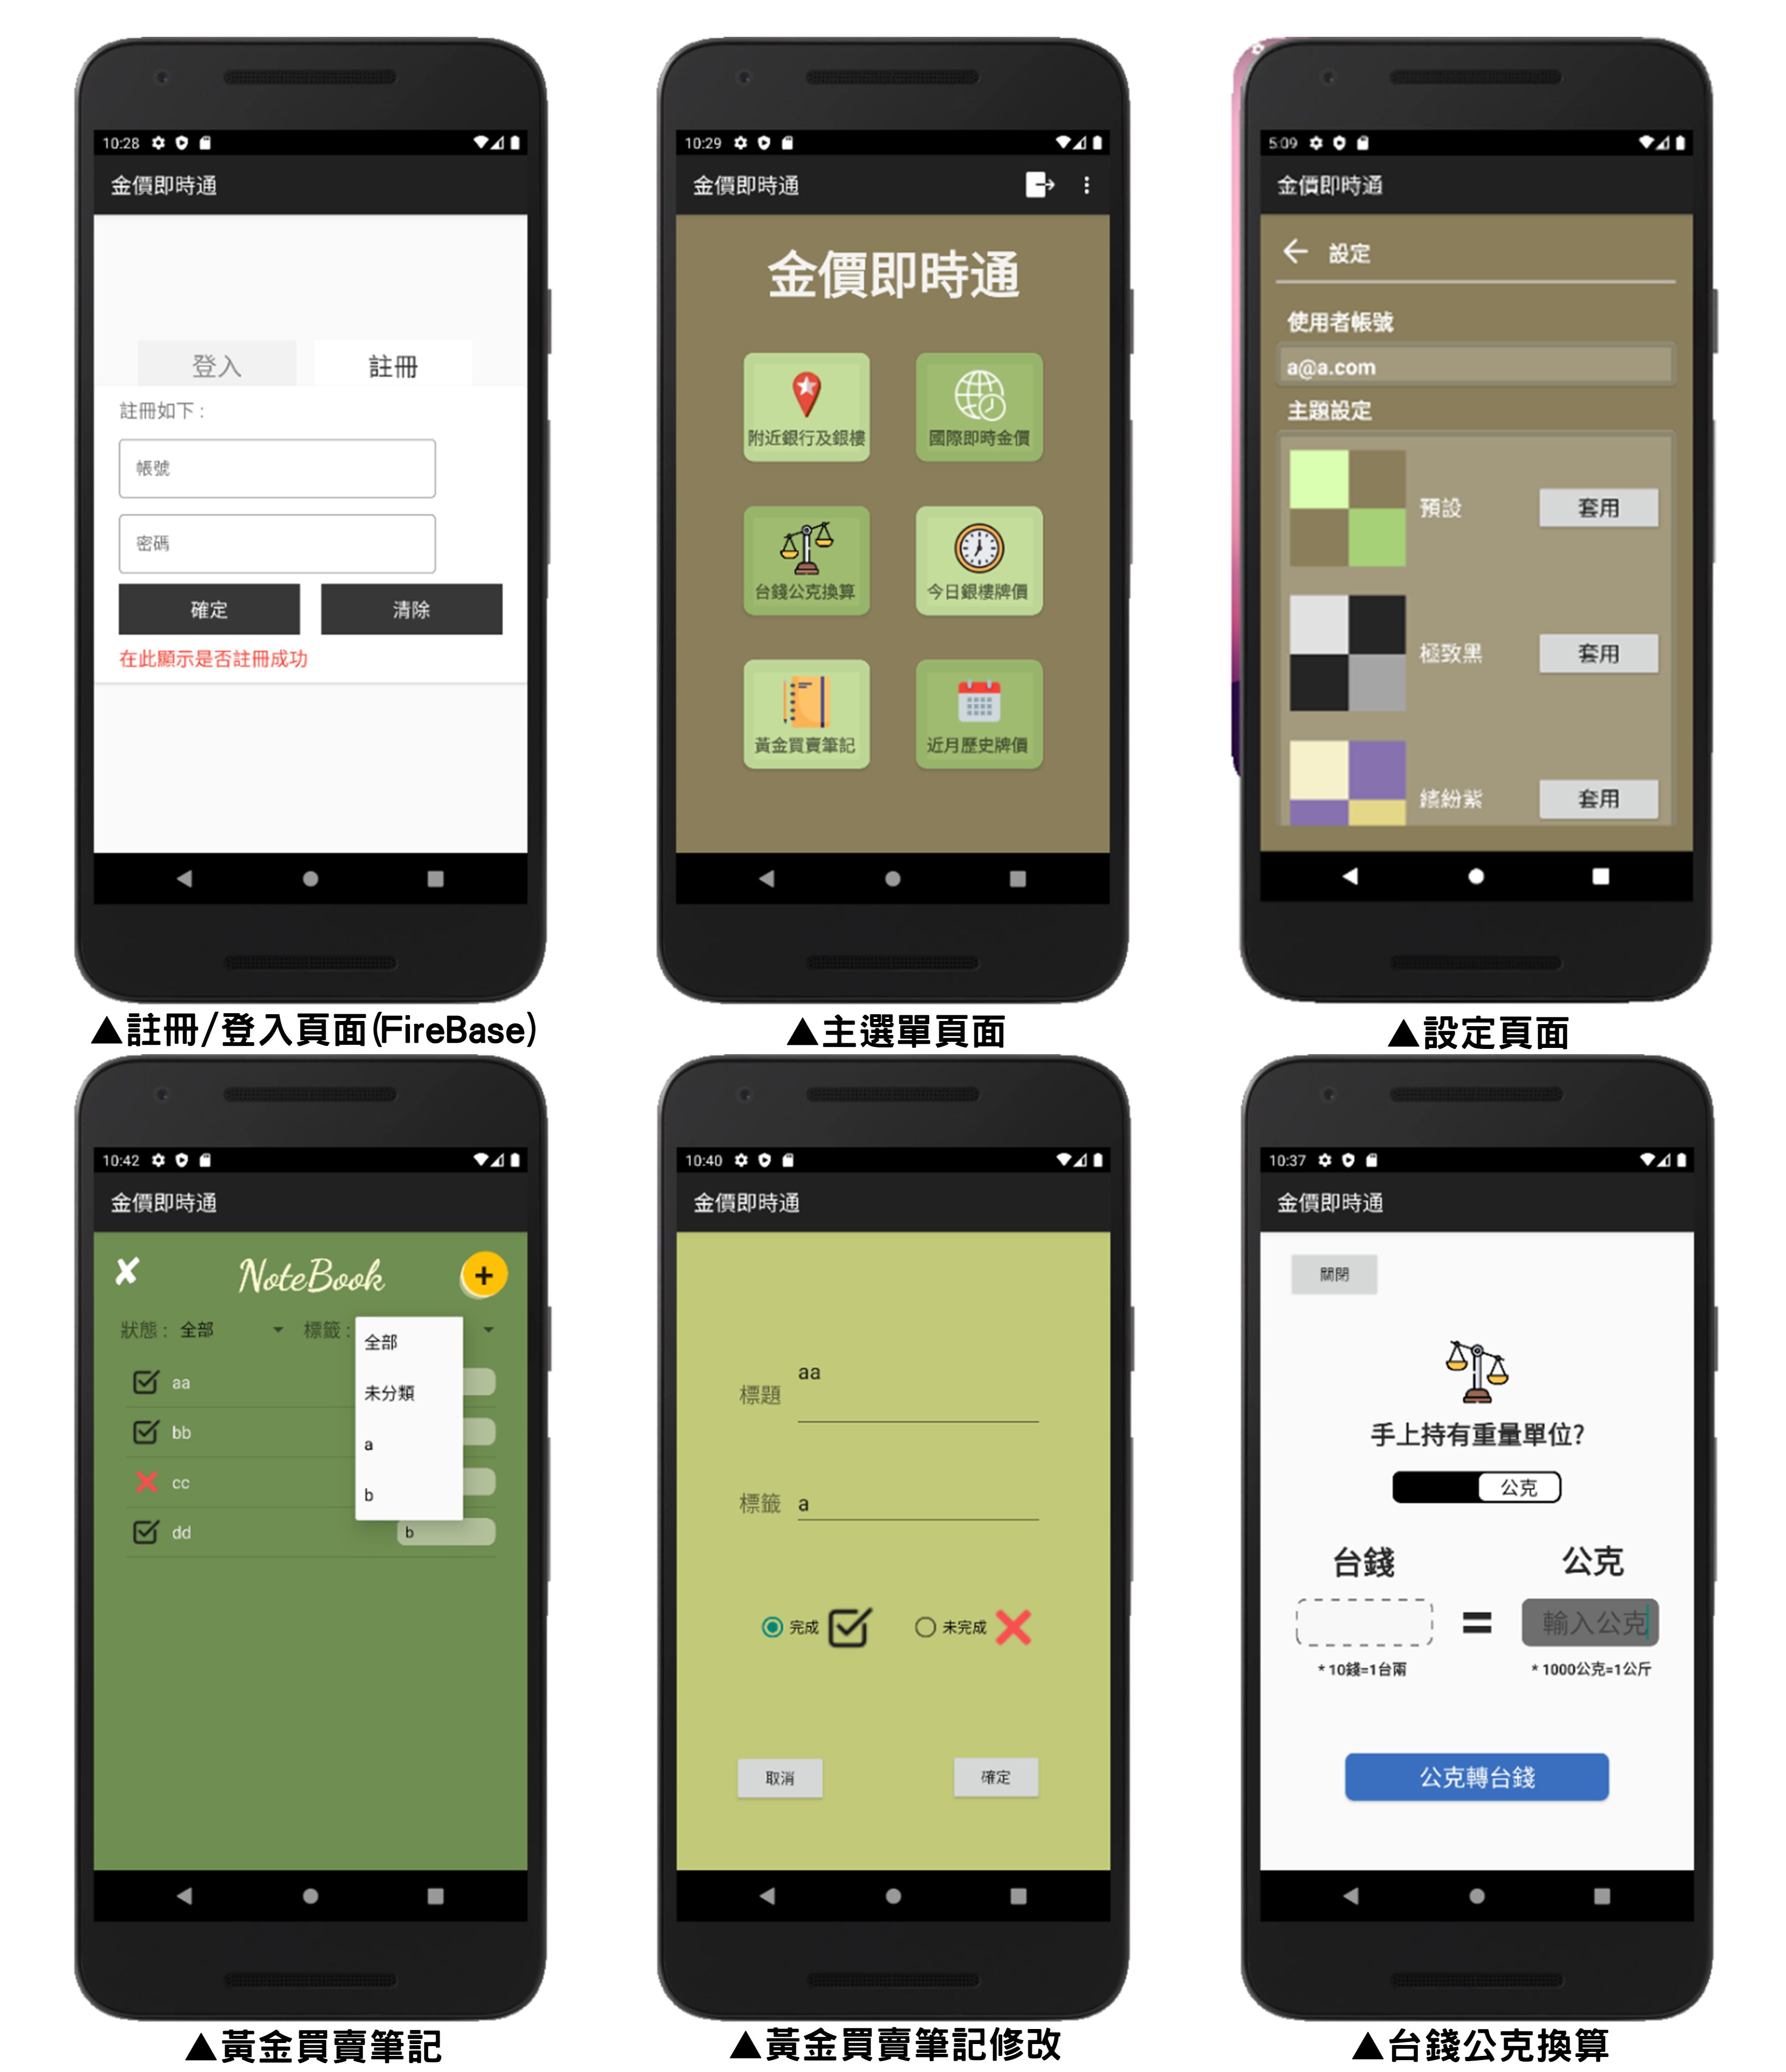 10:28
金價即時通
登入 註冊
註冊如下 :
帳號
密碼
確定 清除
在此顯示是否註冊成功
▲註冊/登入頁面(FireBase)
10:29
金價即時通
金價即時通
附近銀行及銀樓 國際即時金價
台錢公克換算 今日銀樓牌價
黃金買賣筆記 近月歷史牌價
▲主選單頁面
5:09
金價即時通
設定
使用者帳號
a@a.com
主題設定
預設 套用
極致黑 套用
繽紛紫 套用
▲設定頁面
10:42
金價即時通
NoteBook
+
狀態 : 全部 標籤 :
全部
未分類
a
b
aa
bb
cc
dd b
▲黃金買賣筆記
10:40
金價即時通
標題 aa
標籤 a
完成 未完成
取消 確定
▲黃金買賣筆記修改
10:37
金價即時通
關閉
手上持有重量單位?
公克
台錢 公克
= 輸入公克
* 10錢=1台兩 * 1000公克=1公斤
公克轉台錢
▲台錢公克換算